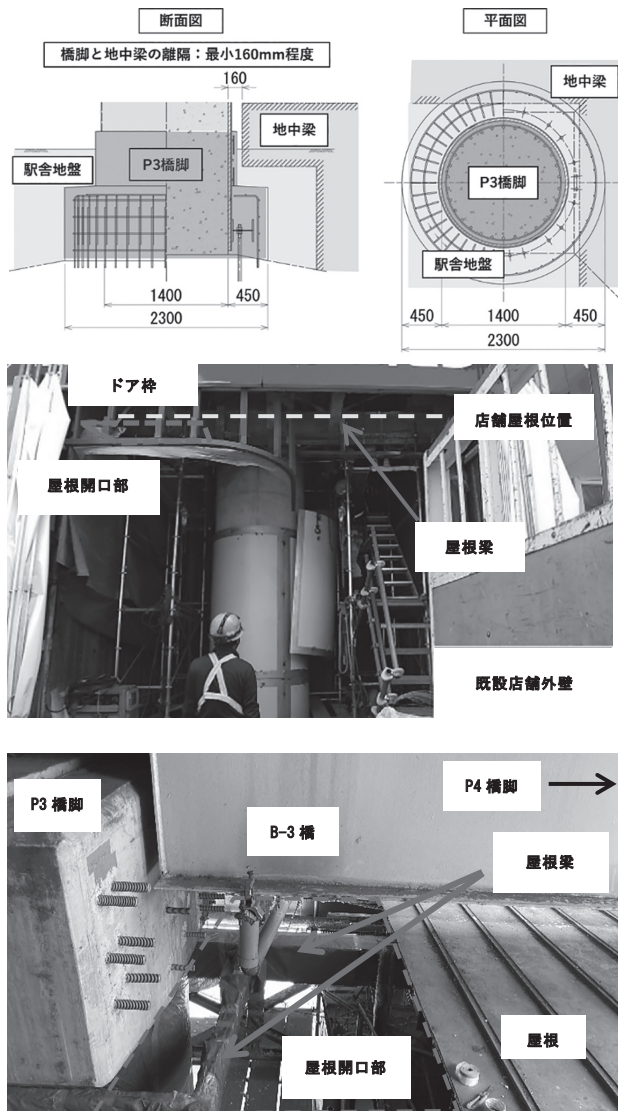 断面図
橋脚と地中梁の離隔：最小160mm程度
160
地中梁
駅舎地盤
P3橋脚
1400
450
2300
平面図
地中梁
P3橋脚
駅舎地盤
450
1400
450
2300
ドア枠
店舗屋根位置
屋根開口部
屋根梁
既設店舗外壁
P3 橋脚
P4 橋脚
B-3 橋
屋根梁
屋根
屋根開口部